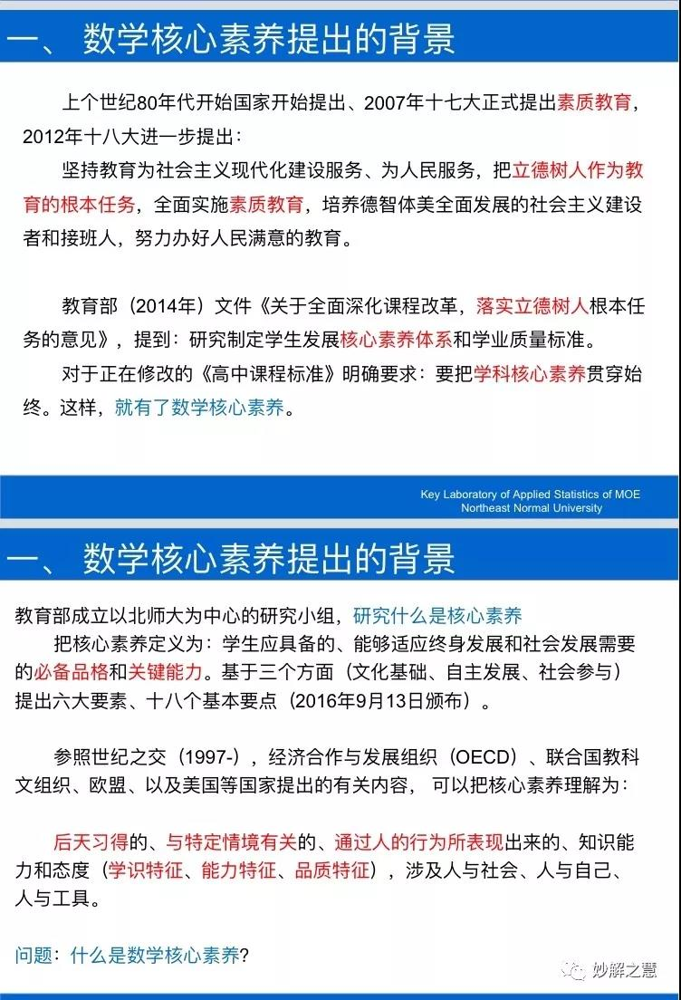 一、 数学核心素养提出的背景
上个世纪80年代开始国家开始提出、2007年十七大正式提出素质教育，
2012年十八大进一步提出：
坚持教育为社会主义现代化建设服务、为人民服务，把立德树人作为教
育的根本任务，全面实施素质教育，培养德智体美全面发展的社会主义建设
者和接班人，努力办好人民满意的教育。
教育部（2014年）文件《关于全面深化课程改革，落实立德树人根本任
务的意见》，提到：研究制定学生发展核心素养体系和学业质量标准。
对于正在修改的《高中课程标准》明确要求：要把学科核心素养贯穿始
终。这样，就有了数学核心素养。
Key Laboratory of Applied Statistics of MOE
Northeast Normal University
一、 数学核心素养提出的背景
教育部成立以北师大为中心的研究小组，研究什么是核心素养
把核心素养定义为：学生应具备的、能够适应终身发展和社会发展需要
的必备品格和关键能力。基于三个方面（文化基础、自主发展、社会参与）
提出六大要素、十八个基本要点（2016年9月13日颁布）。
参照世纪之交（1997-），经济合作与发展组织（OECD）、联合国教科
文组织、欧盟、以及美国等国家提出的有关内容， 可以把核心素养理解为：
后天习得的、与特定情境有关的、通过人的行为所表现出来的、知识能
力和态度（学识特征、能力特征、品质特征），涉及人与社会、人与自己、
人与工具。
问题：什么是数学核心素养?
妙解之慧